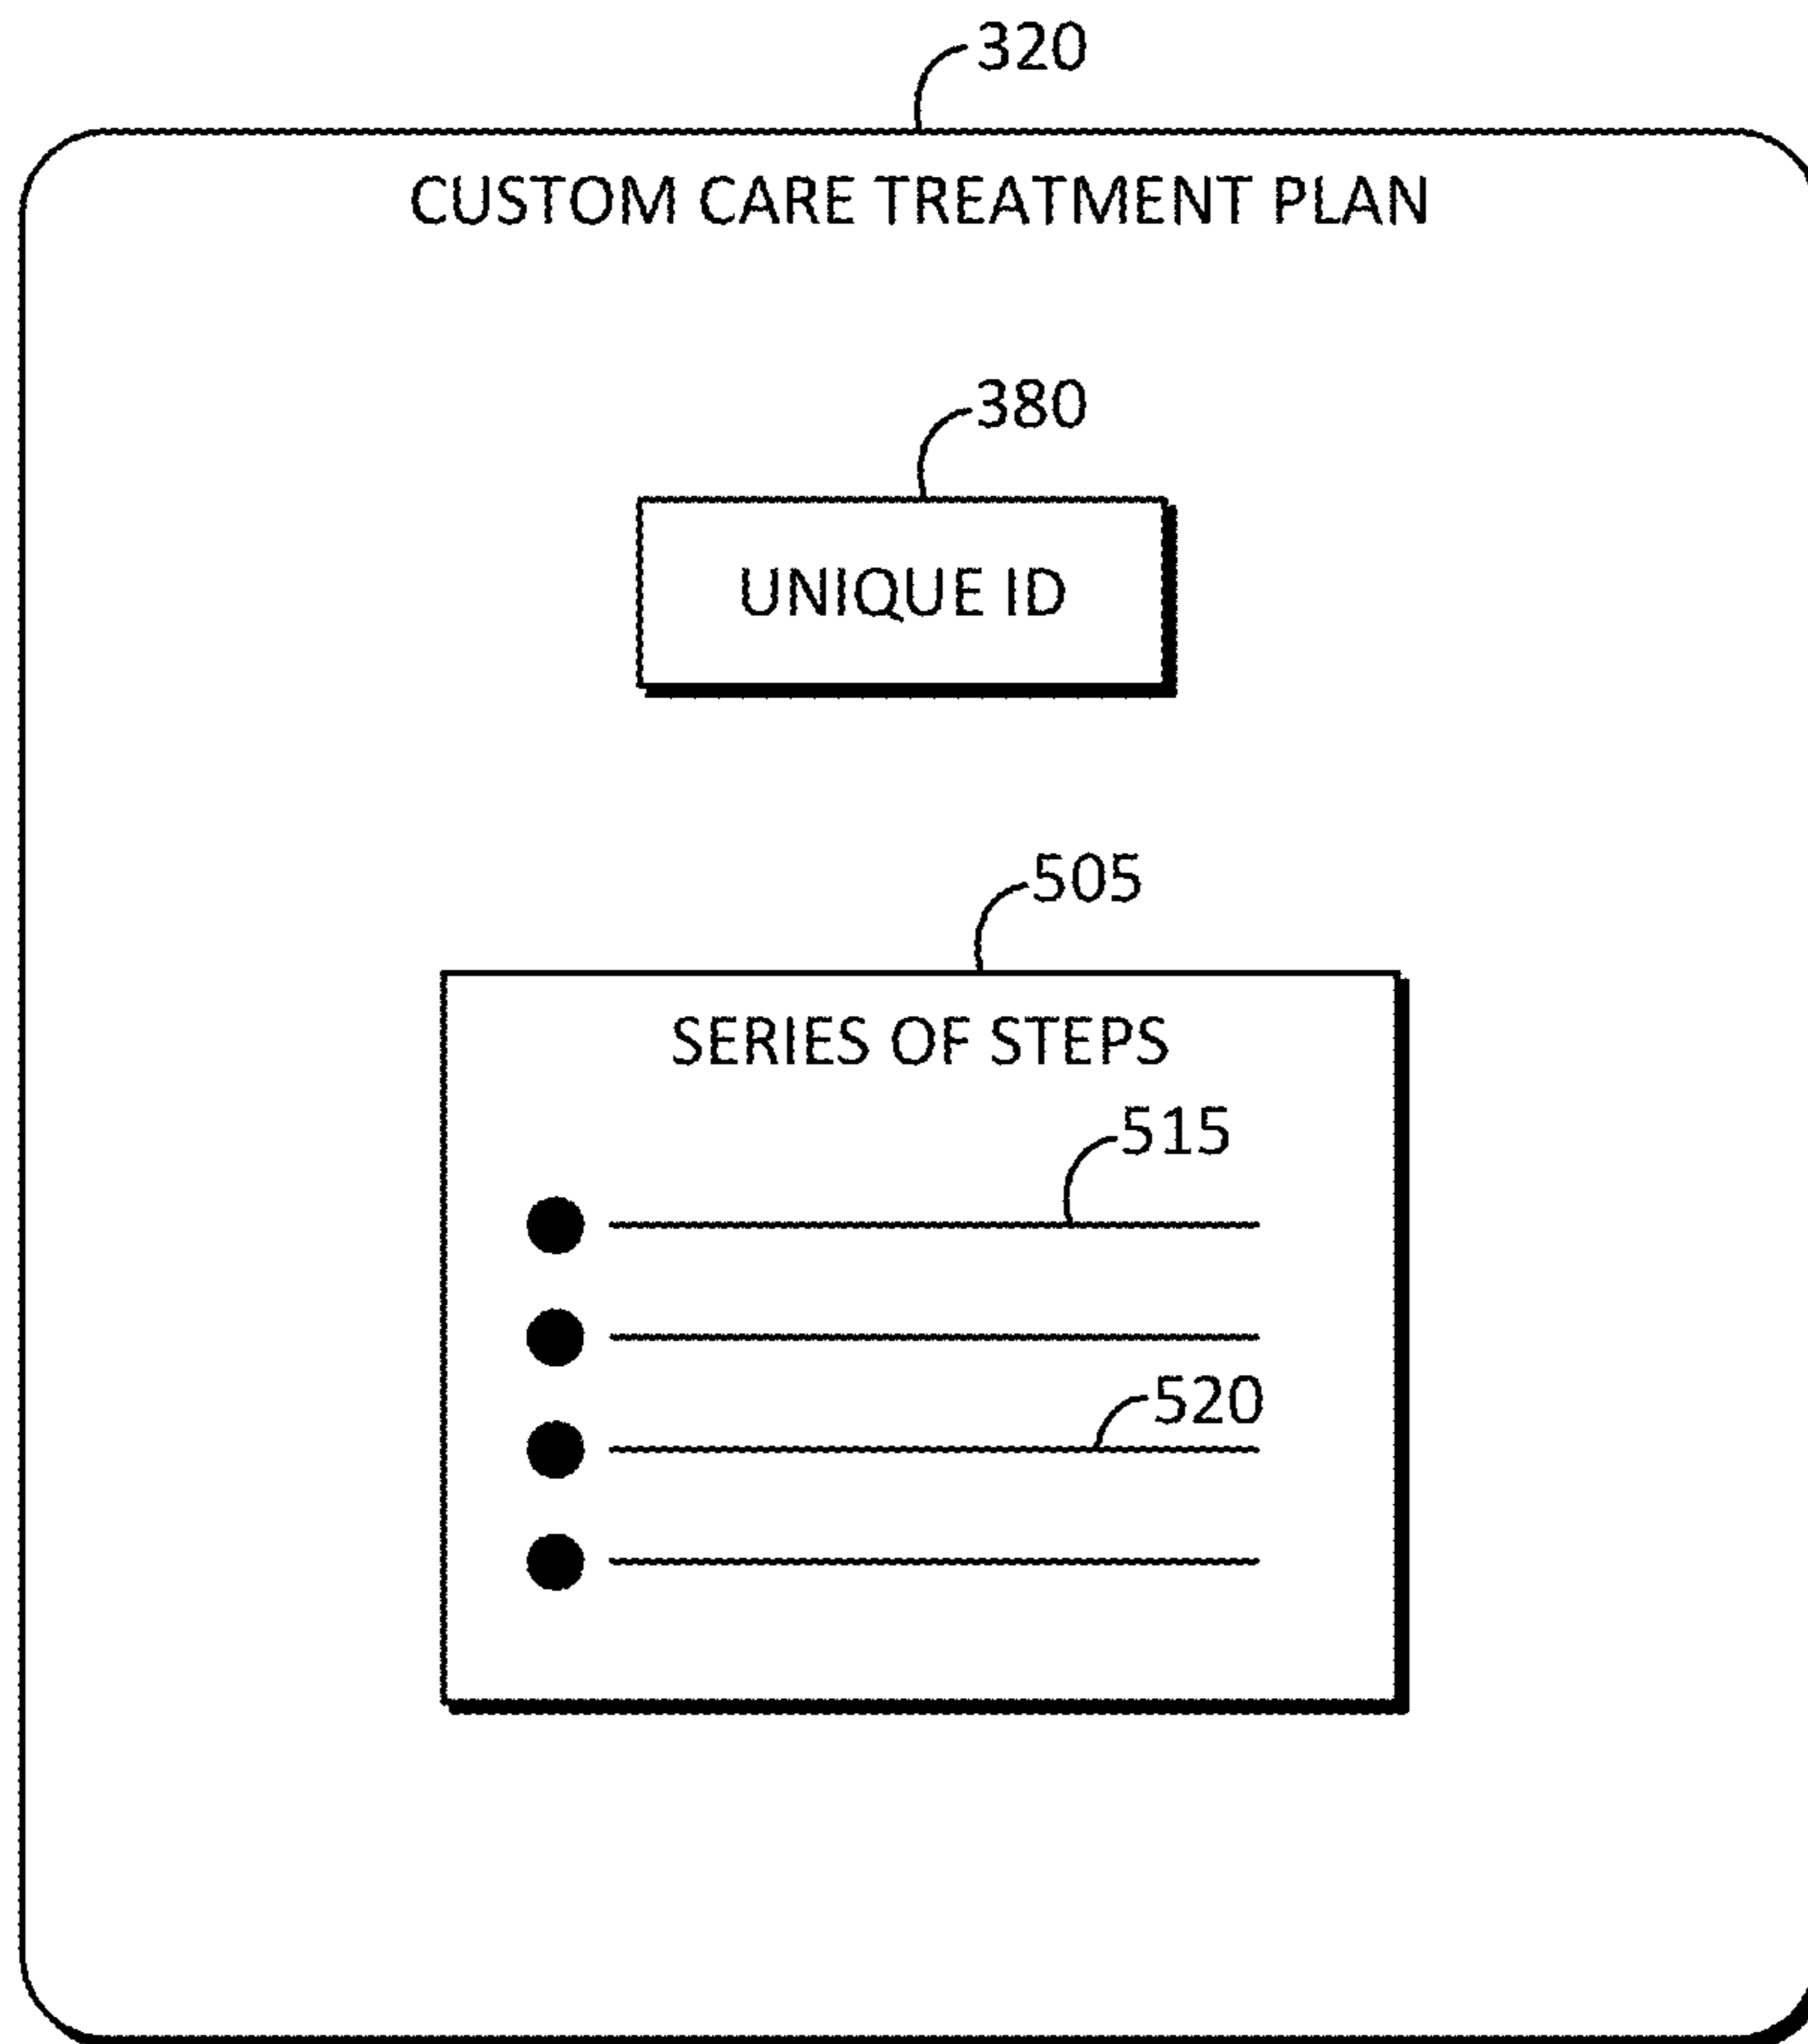 320
CUSTOM CARE TREATMENT PLAN
380
UNIQUE ID
505
SERIES OF STEPS
515
520